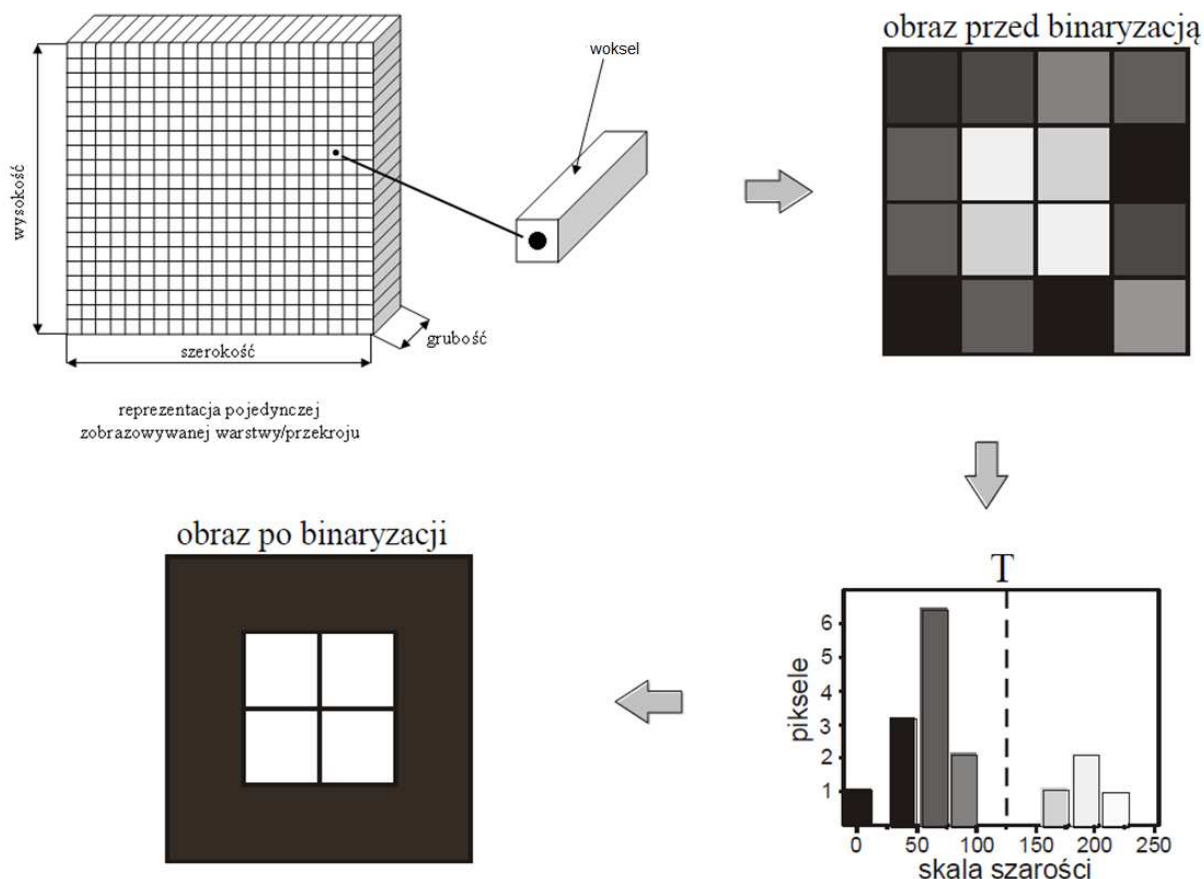 wysokość
szerokość
grubość
reprezentacja pojedynczej
zobrazowywanej warstwy/przekroju
woksel
obraz przed binaryzacją
T
piksele
6
5
4
3
2
1
0 50 100 150 200 250
skala szarości
obraz po binaryzacji